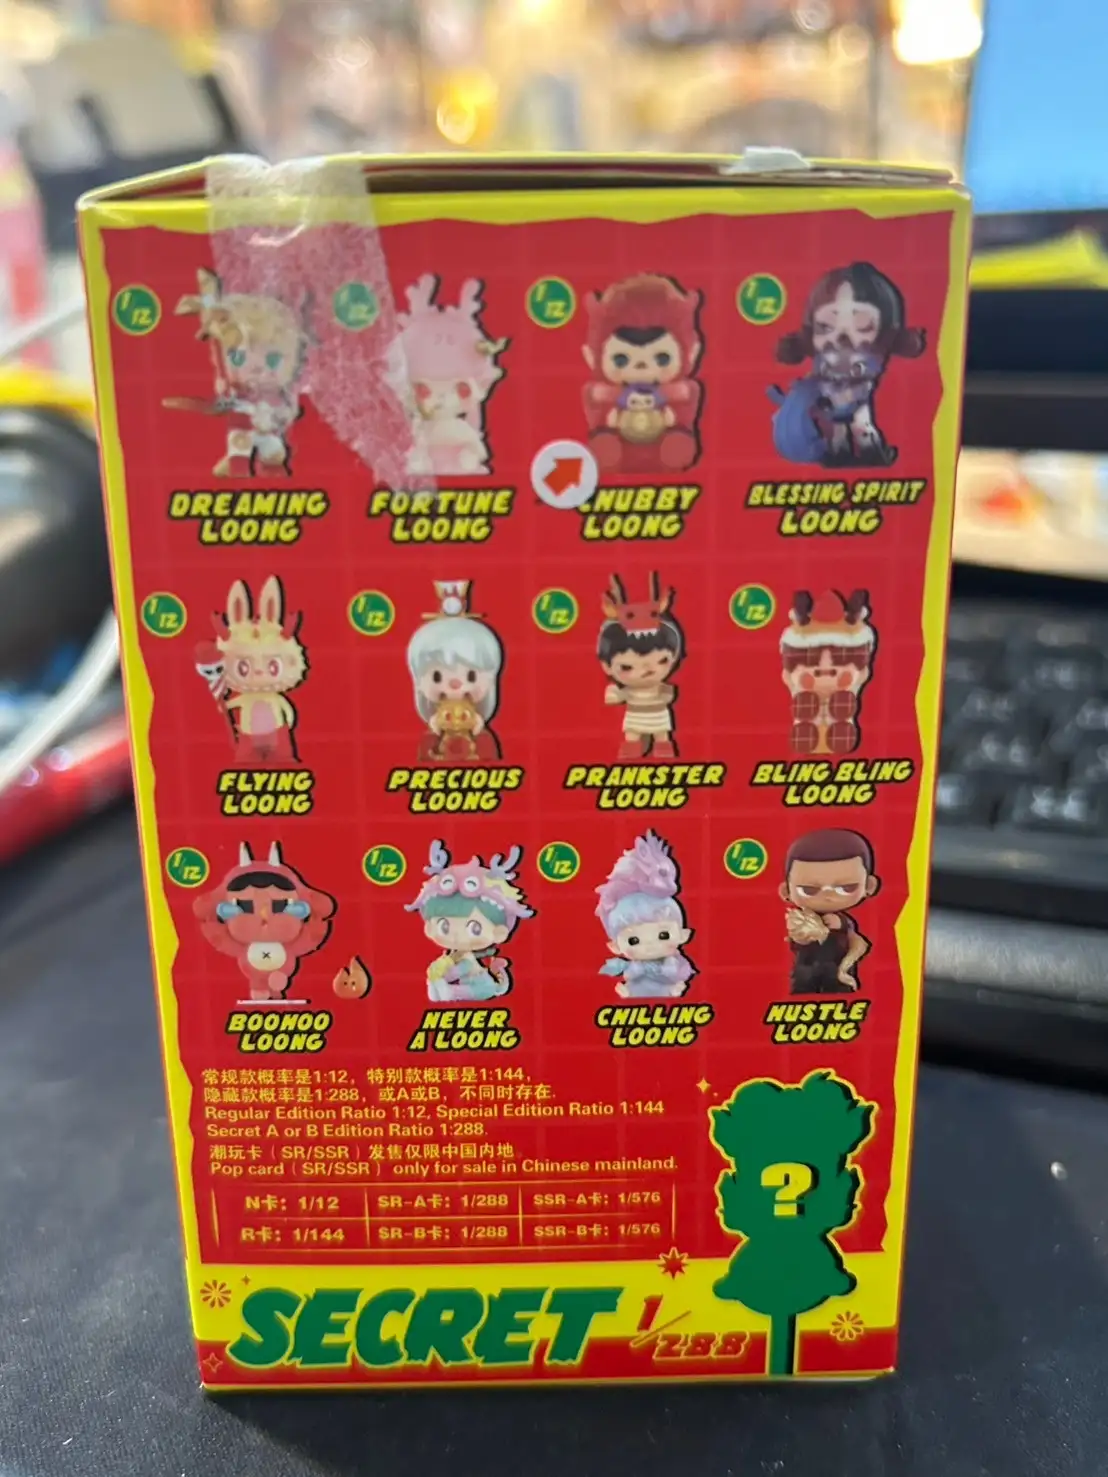 1/12
1/12
1/12
1/12
DREAMING
LOONG
FORTUNE
LOONG
HUBBY
LOONG
BLESSING SPIRIT
LOONG
1/12
1/12
1/12
1/12
FLYING
LOONG
PRECIOUS
LOONG
PRANKSTER
LOONG
BLING BLING
LOONG
1/12
1/12
1/12
1/12
BOOHOO
LOONG
NEVER
A LOONG
CHILLING
LOONG
HUSTLE
LOONG
常规款概率是1:12，特别款概率是1:144，
隐藏款概率是1:288，或A或B，不同时存在.
Regular Edition Ratio 1:12, Special Edition Ratio 1:144
Secret A or B Edition Ratio 1:288.
潮玩卡（SR/SSR）发售仅限中国内地
Pop card（SR/SSR） only for sale in Chinese mainland.
N卡：1/12 SR-A卡：1/288 SSR-A卡：1/576
R卡：1/144 SR-B卡：1/288 SSR-B卡：1/576
?
SECRET 1/288